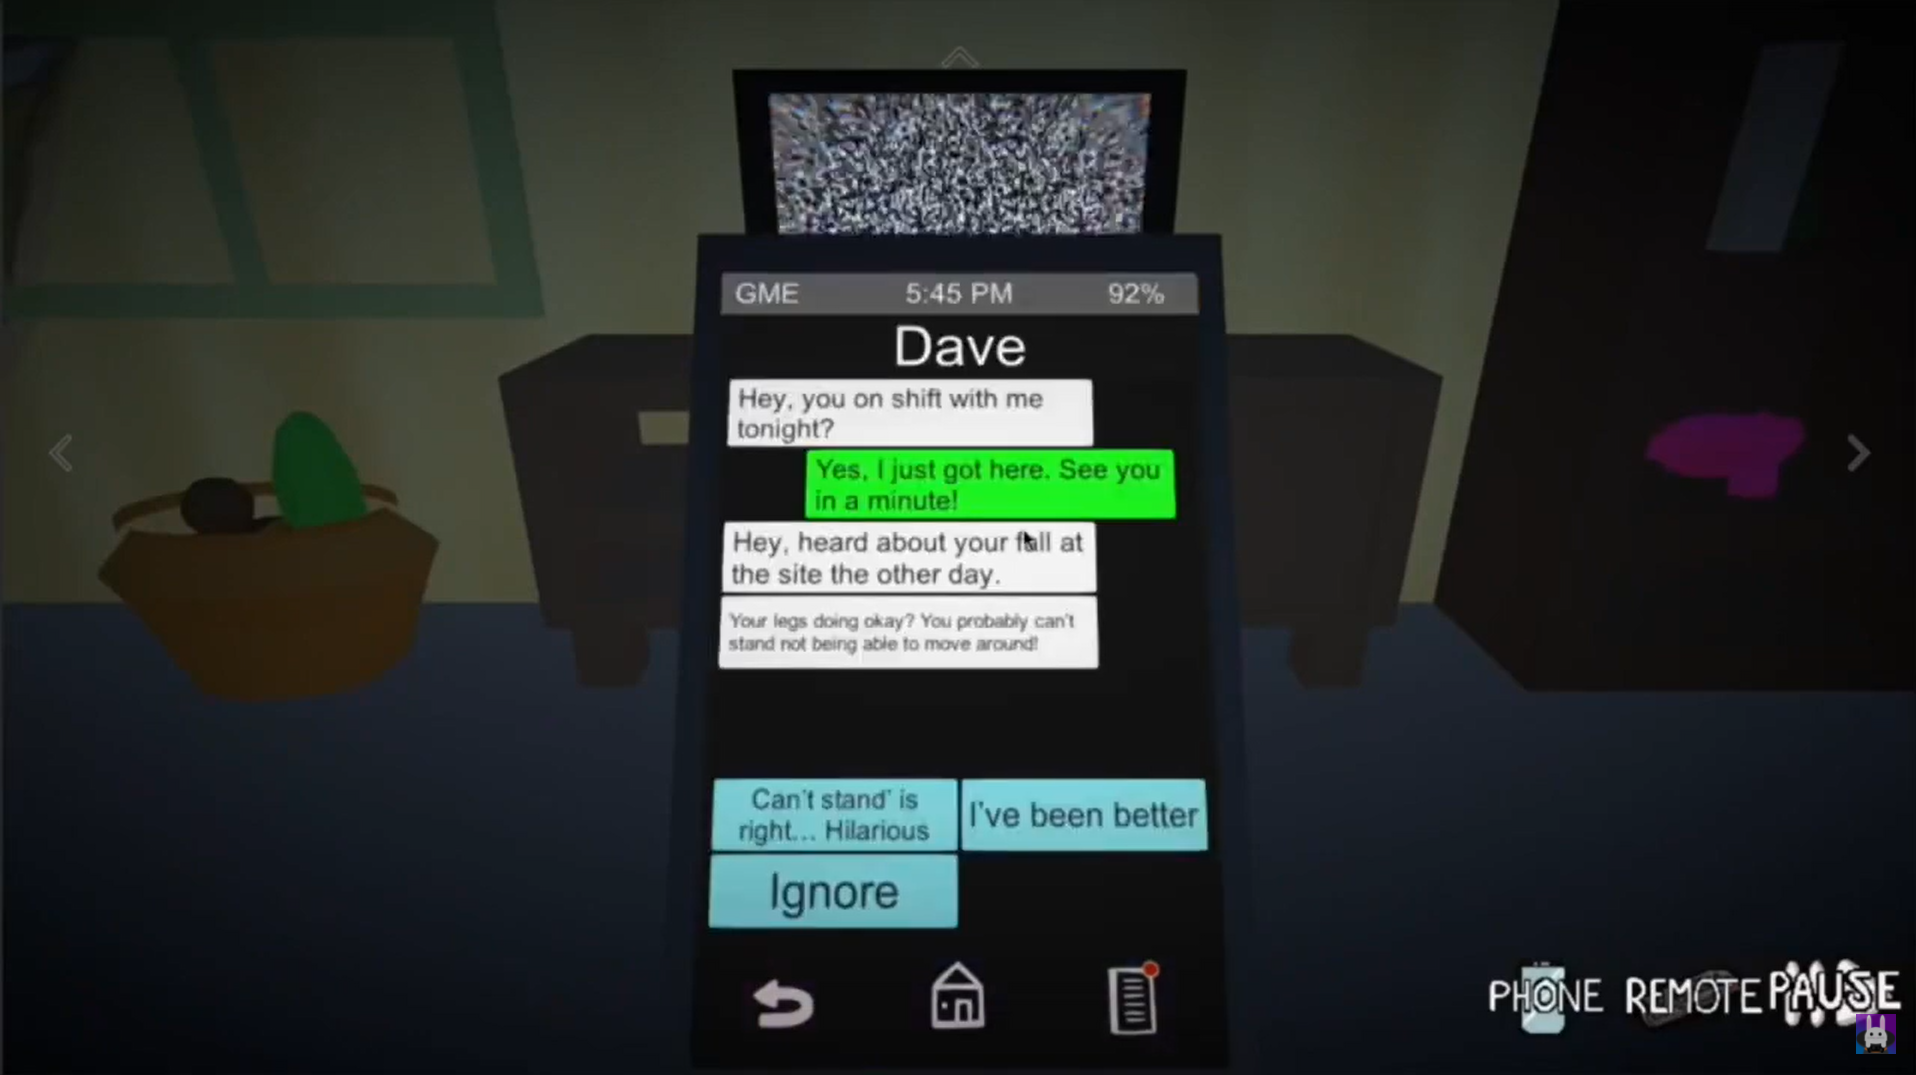 GME 5:45 PM 92%
Dave
Hey, you on shift with me
tonight?
Yes, I just got here. See you
in a minute!
Hey, heard about your fall at
the site the other day.
Your legs doing okay? You probably can't
stand not being able to move around!
Can't stand' is
right... Hilarious
I've been better
Ignore
PHONE REMOTE PAUSE